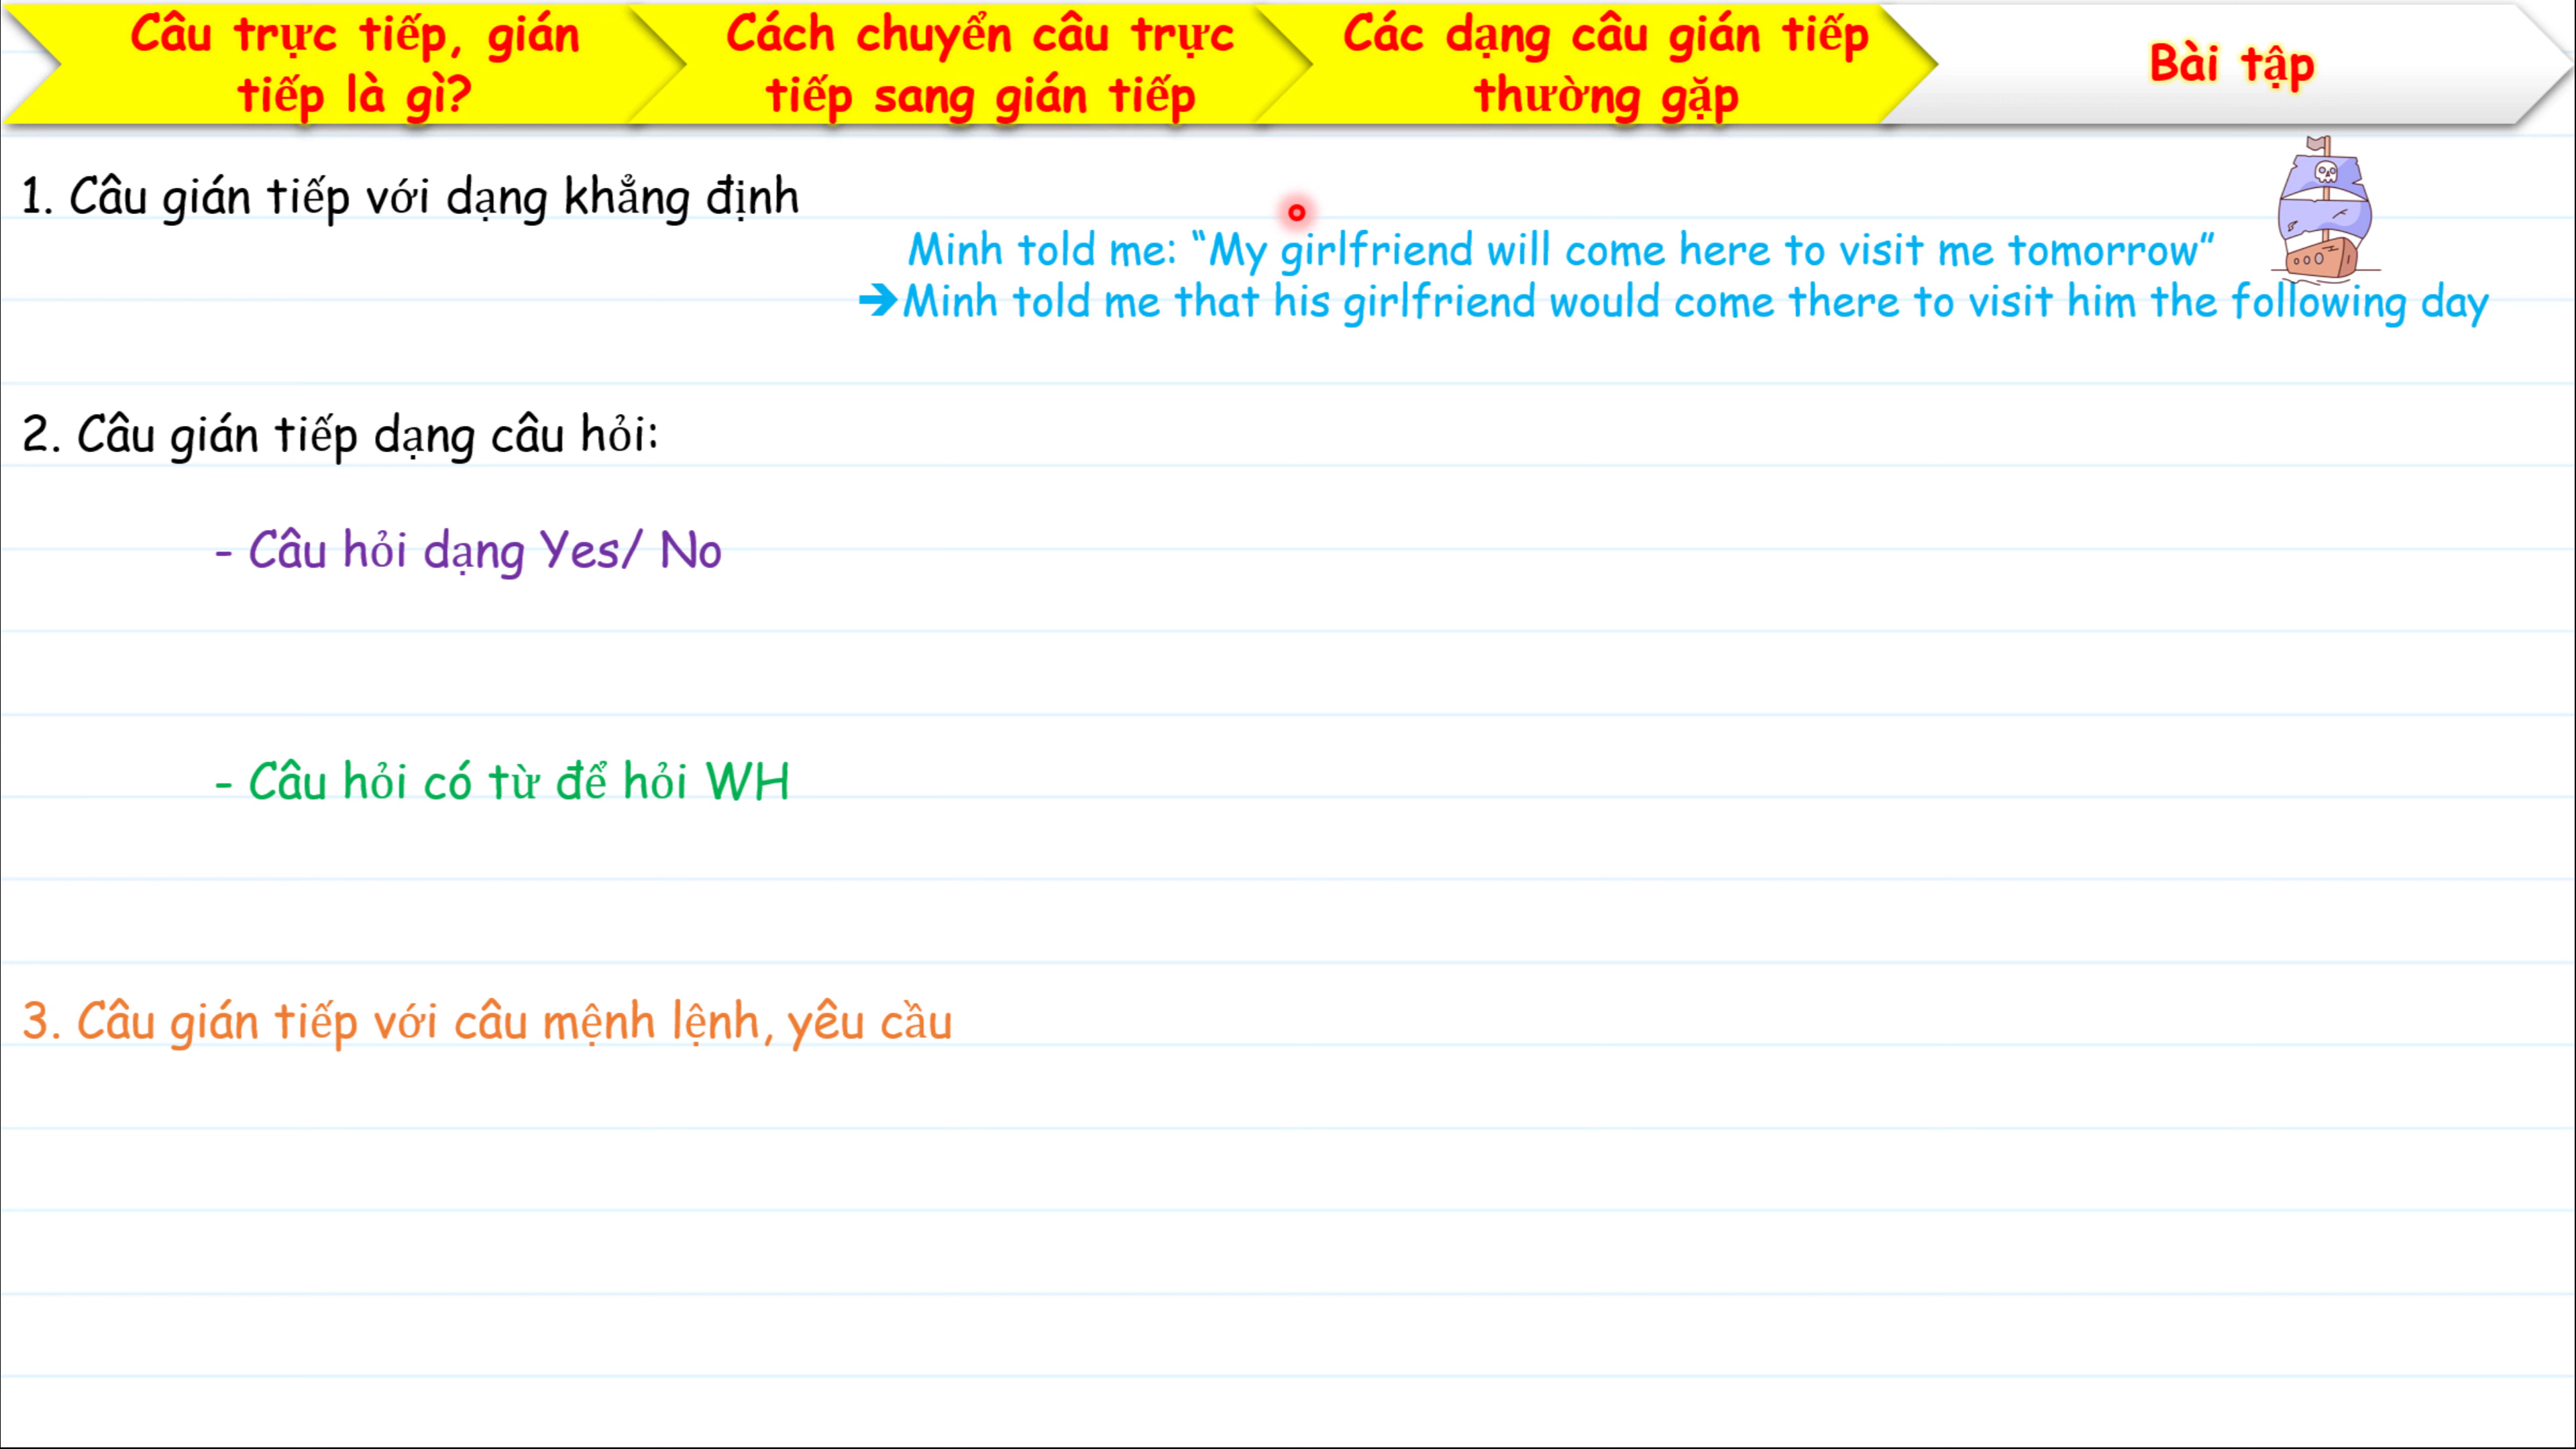 Câu trực tiếp, gián
tiếp là gì?
Cách chuyển câu trực
tiếp sang gián tiếp
Các dạng câu gián tiếp
thường gặp
Bài tập
1. Câu gián tiếp với dạng khẳng định
Minh told me: “My girlfriend will come here to visit me tomorrow”
➔Minh told me that his girlfriend would come there to visit him the following day
2. Câu gián tiếp dạng câu hỏi:
- Câu hỏi dạng Yes/ No
- Câu hỏi có từ để hỏi WH
3. Câu gián tiếp với câu mệnh lệnh, yêu cầu